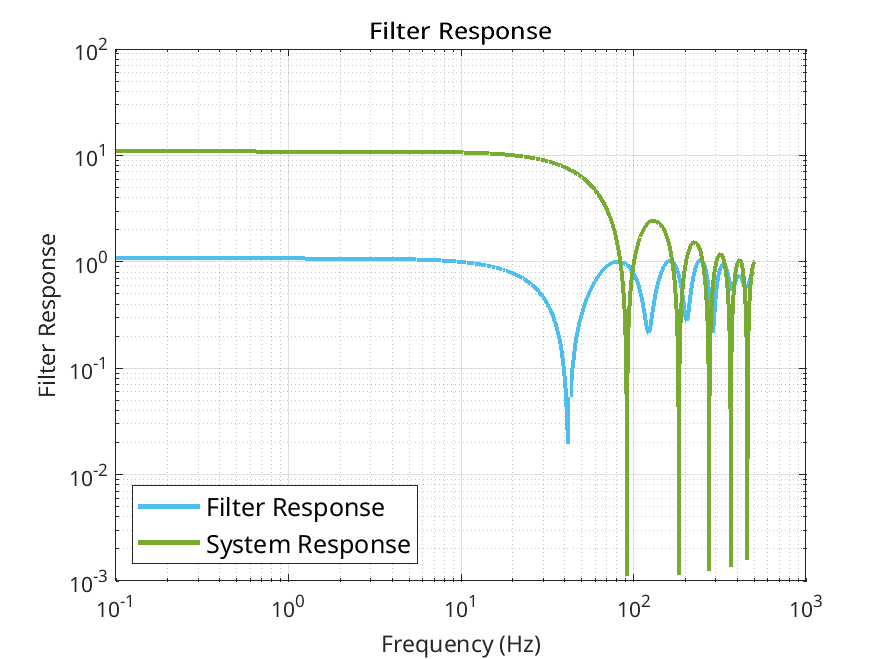 Filter Response
10^2
10^1
10^0
10^-1
10^-2
10^-3
Filter Response
Filter Response
System Response
10^-1
10^0
10^1
10^2
10^3
Frequency (Hz)